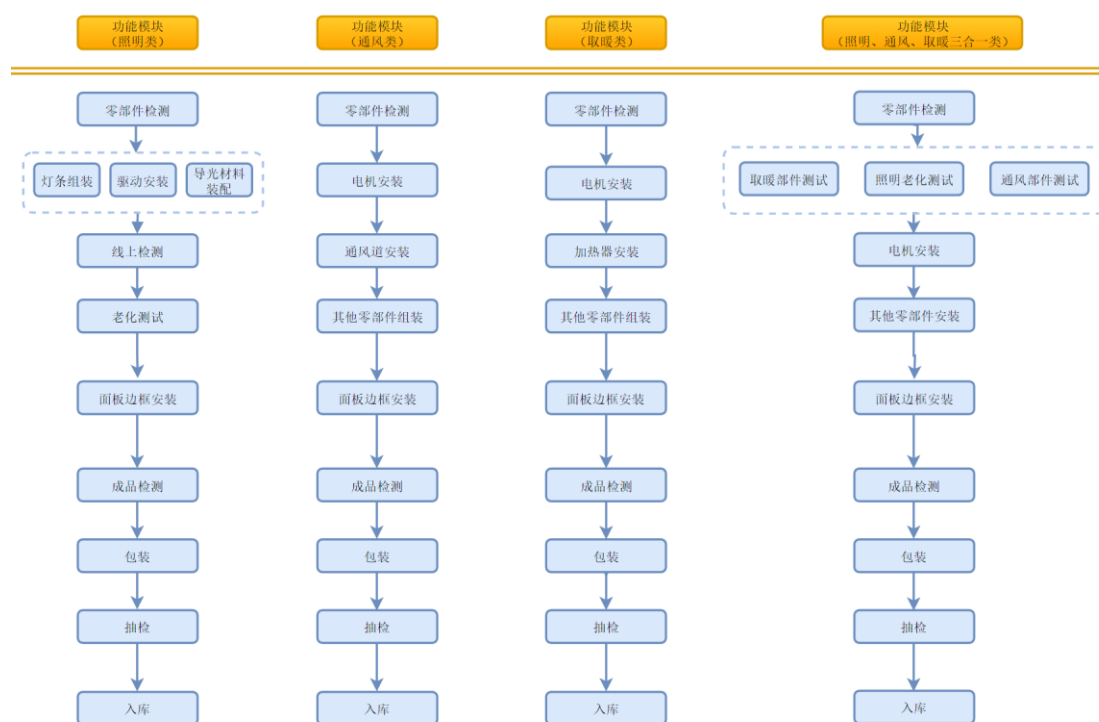 功能模块
（照明类）
功能模块
（通风类）
功能模块
（取暖类）
功能模块
（照明、通风、取暖三合一类）
零部件检测
灯条组装
驱动安装
导光材料
装配
线上检测
老化测试
面板边框安装
成品检测
包装
抽检
入库
零部件检测
电机安装
通风道安装
其他零部件组装
面板边框安装
成品检测
包装
抽检
入库
零部件检测
电机安装
加热器安装
其他零部件组装
面板边框安装
成品检测
包装
抽检
入库
零部件检测
取暖部件测试
照明老化测试
通风部件测试
电机安装
其他零部件安装
面板边框安装
成品检测
包装
抽检
入库